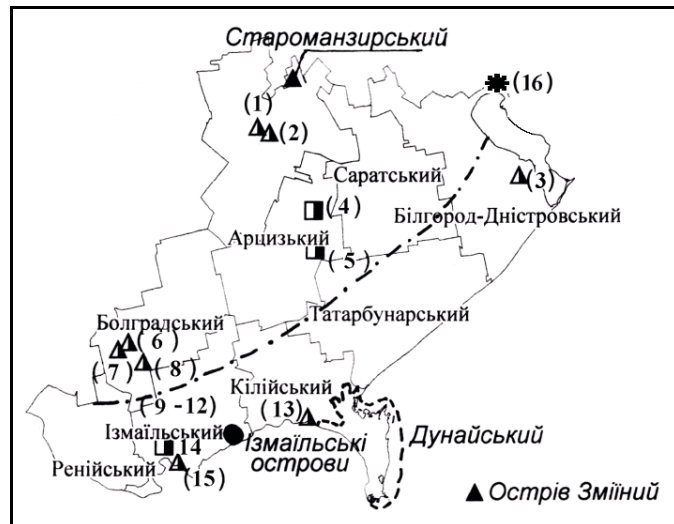 Староманзирський
(16)
(1)
(2)
Саратський
(3)
(4)
Білгород-Дністровський
Арцизький
(5)
Татарбунарський
Болградський
(6)
(7)
(8)
Кілійський
(9 -12)
(13)
Ізмаїльський
Ізмаїльські
острови
Дунайський
14
Ренійський
(15)
Острів Зміїний